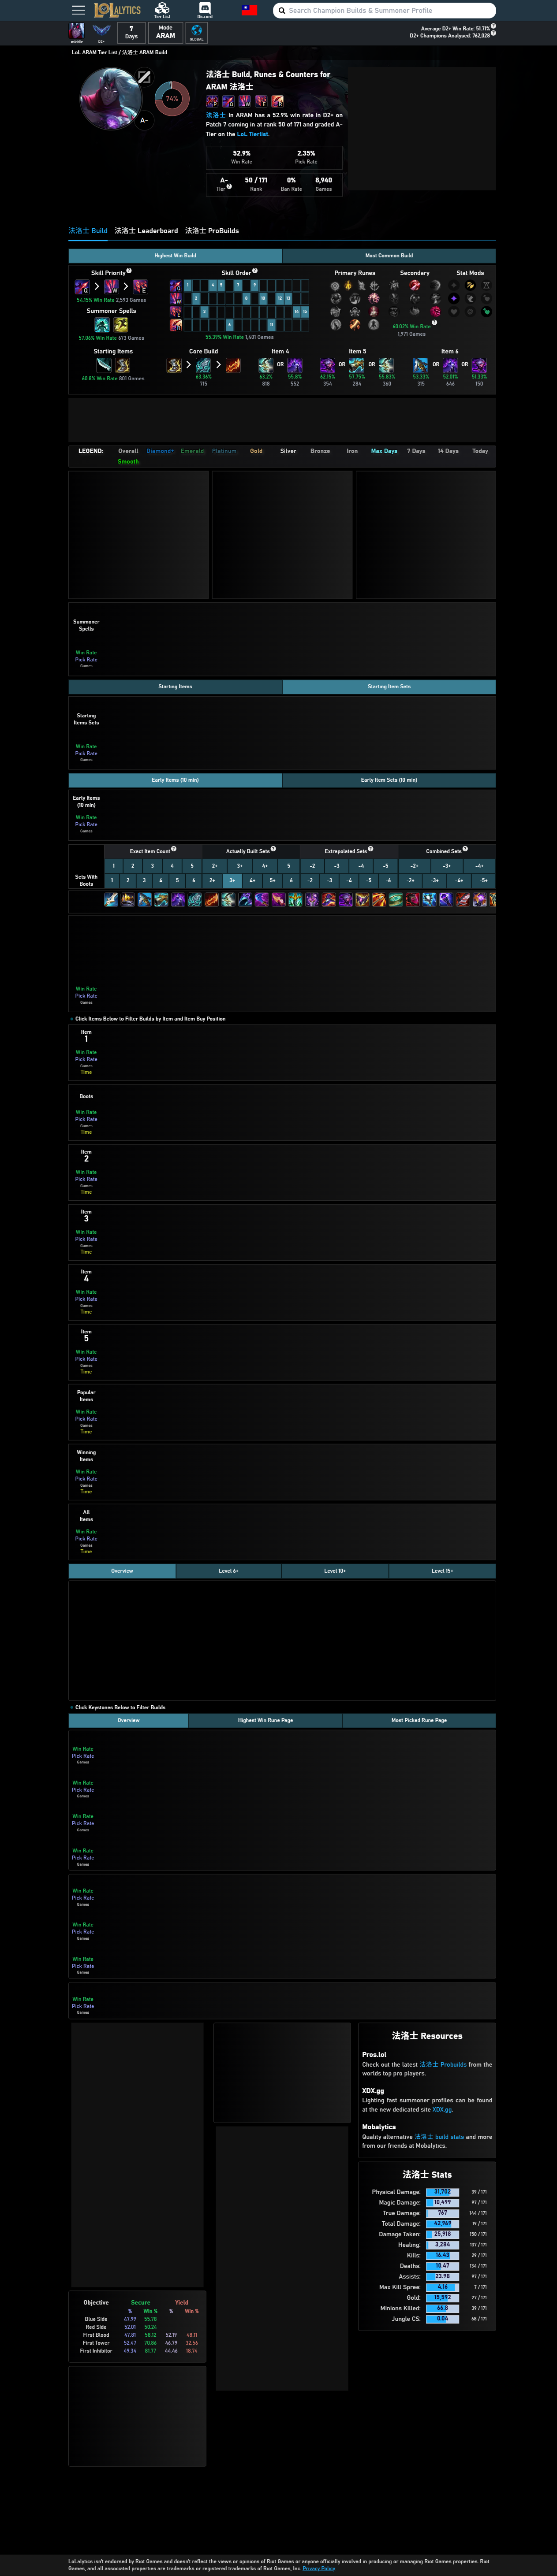 LOLALYTICS
Tier List
Discord
Search Champion Builds & Summoner Profile
D2+
7 Days
Mode ARAM
GLOBAL
Average D2+ Win Rate: 51.71% ?
D2+ Champions Analysed: 762,028 ?
LoL ARAM Tier List / 法洛士 ARAM Build
74%
A-
法洛士 Build, Runes & Counters for
ARAM 法洛士
P Q W E R
法洛士 in ARAM has a 52.9% win rate in D2+ on
Patch 7 coming in at rank 50 of 171 and graded A-
Tier on the LoL Tierlist.
52.9% 2.35%
Win Rate Pick Rate
A- 50 / 171 0% 8,940
Tier ? Rank Ban Rate Games
法洛士 Build 法洛士 Leaderboard 法洛士 ProBuilds
Highest Win Build Most Common Build
Skill Priority ? Skill Order ? Primary Runes Secondary Stat Mods
Q W E
54.15% Win Rate 2,593 Games
Summoner Spells
57.06% Win Rate 673 Games
Q 1 4 5 7 9
W 2 8 10 12 13
E 3 14 15
R 6 11
55.39% Win Rate 1,401 Games
60.02% Win Rate ?
1,971 Games
Starting Items Core Build Item 4 Item 5 Item 6
OR OR OR OR OR
60.8% Win Rate 801 Games
63.36% 63.2% 55.8% 62.15% 57.75% 55.83% 53.33% 52.01% 51.33%
715 818 552 354 284 360 315 646 150
LEGEND: Overall Diamond+ Emerald+ Platinum+ Gold Silver Bronze Iron Max Days 7 Days 14 Days Today
Smooth
Summoner
Spells
Win Rate
Pick Rate
Games
Starting Items Starting Item Sets
Starting
Items Sets
Win Rate
Pick Rate
Games
Early Items (10 min) Early Item Sets (10 min)
Early Items
(10 min)
Win Rate
Pick Rate
Games
Exact Item Count ? Actually Built Sets ? Extrapolated Sets ? Combined Sets ?
1 2 3 4 5 2+ 3+ 4+ 5 ~2 ~3 ~4 ~5 ~2+ ~3+ ~4+
Sets With
Boots
1 2 3 4 5 6 2+ 3+ 4+ 5+ 6 ~2 ~3 ~4 ~5 ~6 ~2+ ~3+ ~4+ ~5+
Win Rate
Pick Rate
Games
Click Items Below to Filter Builds by Item and Item Buy Position
Item
1
Win Rate
Pick Rate
Games
Time
Boots
Win Rate
Pick Rate
Games
Time
Item
2
Win Rate
Pick Rate
Games
Time
Item
3
Win Rate
Pick Rate
Games
Time
Item
4
Win Rate
Pick Rate
Games
Time
Item
5
Win Rate
Pick Rate
Games
Time
Popular
Items
Win Rate
Pick Rate
Games
Time
Winning
Items
Win Rate
Pick Rate
Games
Time
All
Items
Win Rate
Pick Rate
Games
Time
Overview Level 6+ Level 10+ Level 15+
Click Keystones Below to Filter Builds
Overview Highest Win Rune Page Most Picked Rune Page
Win Rate
Pick Rate
Games
Win Rate
Pick Rate
Games
Win Rate
Pick Rate
Games
Win Rate
Pick Rate
Games
Win Rate
Pick Rate
Games
Win Rate
Pick Rate
Games
Win Rate
Pick Rate
Games
Win Rate
Pick Rate
Games
法洛士 Resources
Pros.lol
Check out the latest 法洛士 Probuilds from the
worlds top pro players.
XDX.gg
Lighting fast summoner profiles can be found
at the new dedicated site XDX.gg.
Mobalytics
Quality alternative 法洛士 build stats and more
from our friends at Mobalytics.
法洛士 Stats
Physical Damage: 31,702 39 / 171
Magic Damage: 10,499 97 / 171
True Damage: 767 144 / 171
Total Damage: 42,969 19 / 171
Damage Taken: 25,918 130 / 171
Healing: 3,284 137 / 171
Kills: 16.43 29 / 171
Deaths: 10.47 134 / 171
Assists: 23.98 97 / 171
Max Kill Spree: 4.16 7 / 171
Gold: 15,592 27 / 171
Minions Killed: 66.8 39 / 171
Jungle CS: 0.04 68 / 171
Objective Secure Yield
% Win % % Win %
Blue Side 47.99 55.78
Red Side 52.01 50.24
First Blood 47.81 58.12 52.19 48.11
First Tower 52.47 70.86 46.79 32.56
First Inhibitor 49.34 81.77 44.46 18.74
LoLalytics isn't endorsed by Riot Games and doesn't reflect the views or opinions of Riot Games or anyone officially involved in producing or managing Riot Games properties. Riot
Games, and all associated properties are trademarks or registered trademarks of Riot Games, Inc. Privacy Policy